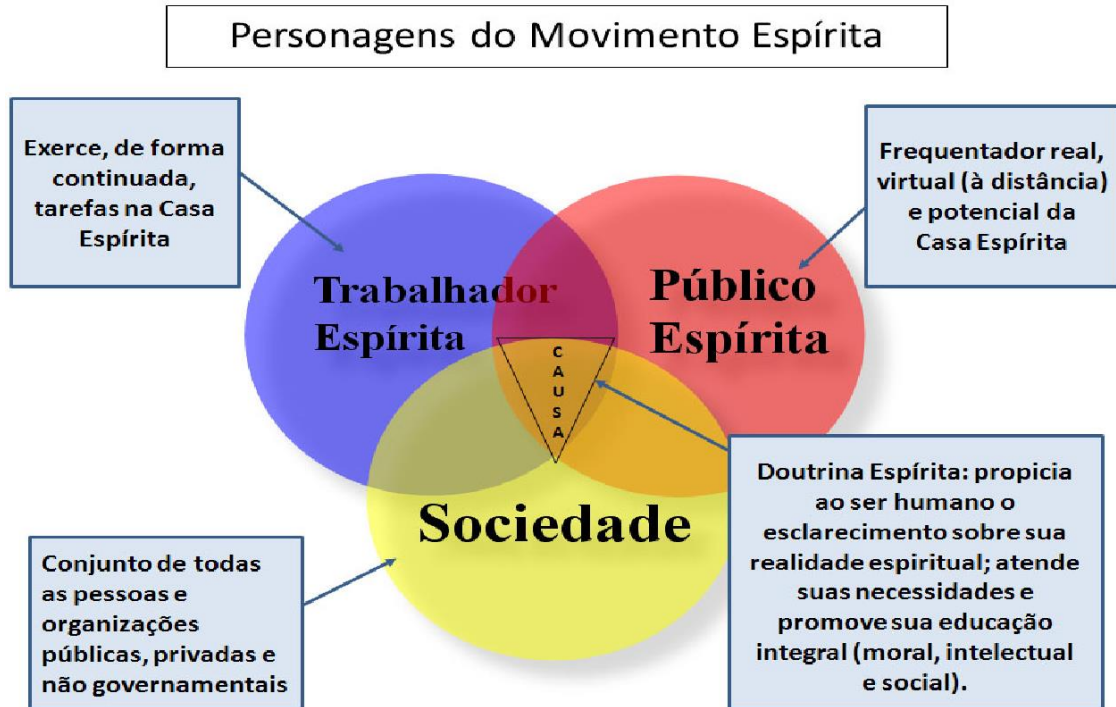 Personagens do Movimento Espírita
Exerce, de forma
continuada,
tarefas na Casa
Espírita
Frequentador real,
virtual (à distância)
e potencial da
Casa Espírita
Trabalhador
Espírita
Público
Espírita
C
A
U
S
A
Sociedade
Conjunto de todas
as pessoas e
organizações
públicas, privadas e
não governamentais
Doutrina Espírita: propicia
ao ser humano o
esclarecimento sobre sua
realidade espiritual; atende
suas necessidades e
promove sua educação
integral (moral, intelectual
e social).